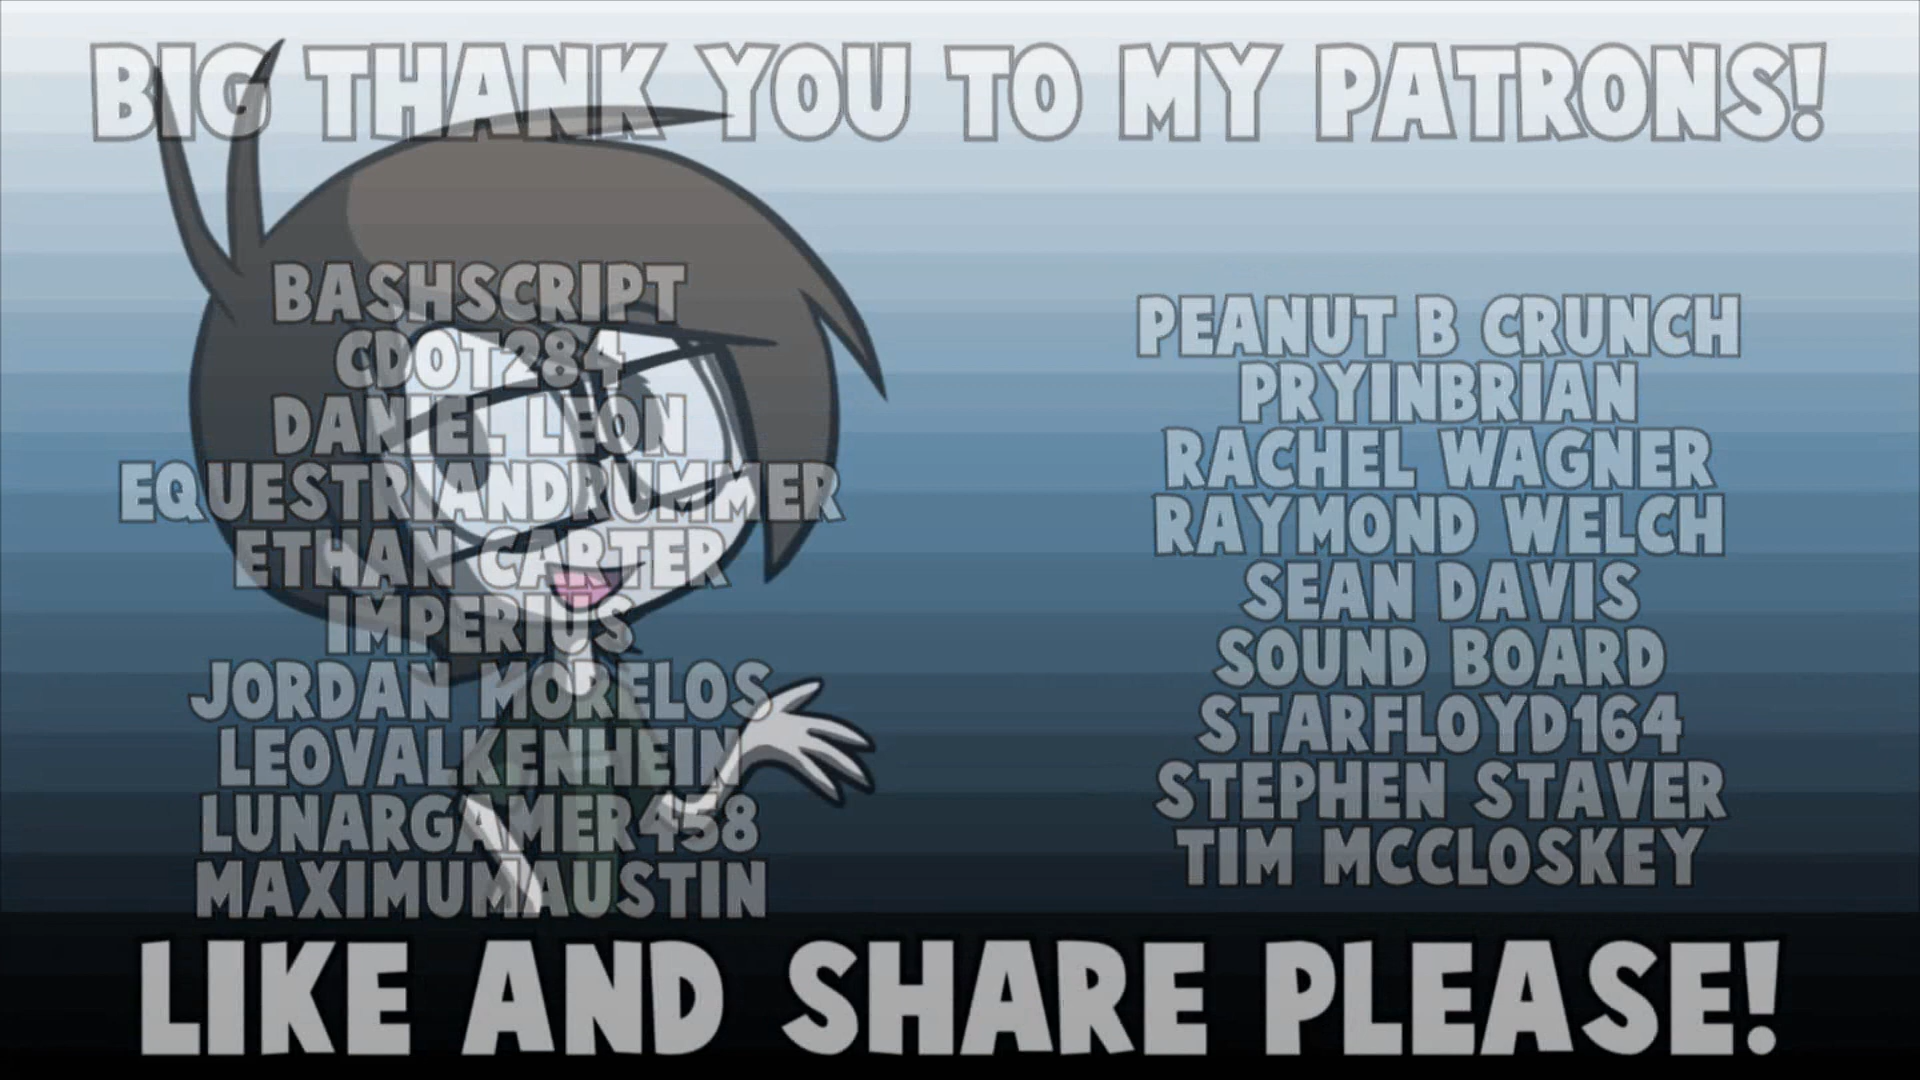 BIG THANK YOU TO MY PATRONS!
BASHSCRIPT
CDOT284
DANIEL LEON
EQUESTRIANDRUMMER
ETHAN CARTER
IMPERIUS
JORDAN MORELOS
LEOVALKENHEIN
LUNARGAMER458
MAXIMUMAUSTIN
PEANUT B CRUNCH
PRYINBRIAN
RACHEL WAGNER
RAYMOND WELCH
SEAN DAVIS
SOUND BOARD
STARFLOYD164
STEPHEN STAVER
TIM MCCLOSKEY
LIKE AND SHARE PLEASE!